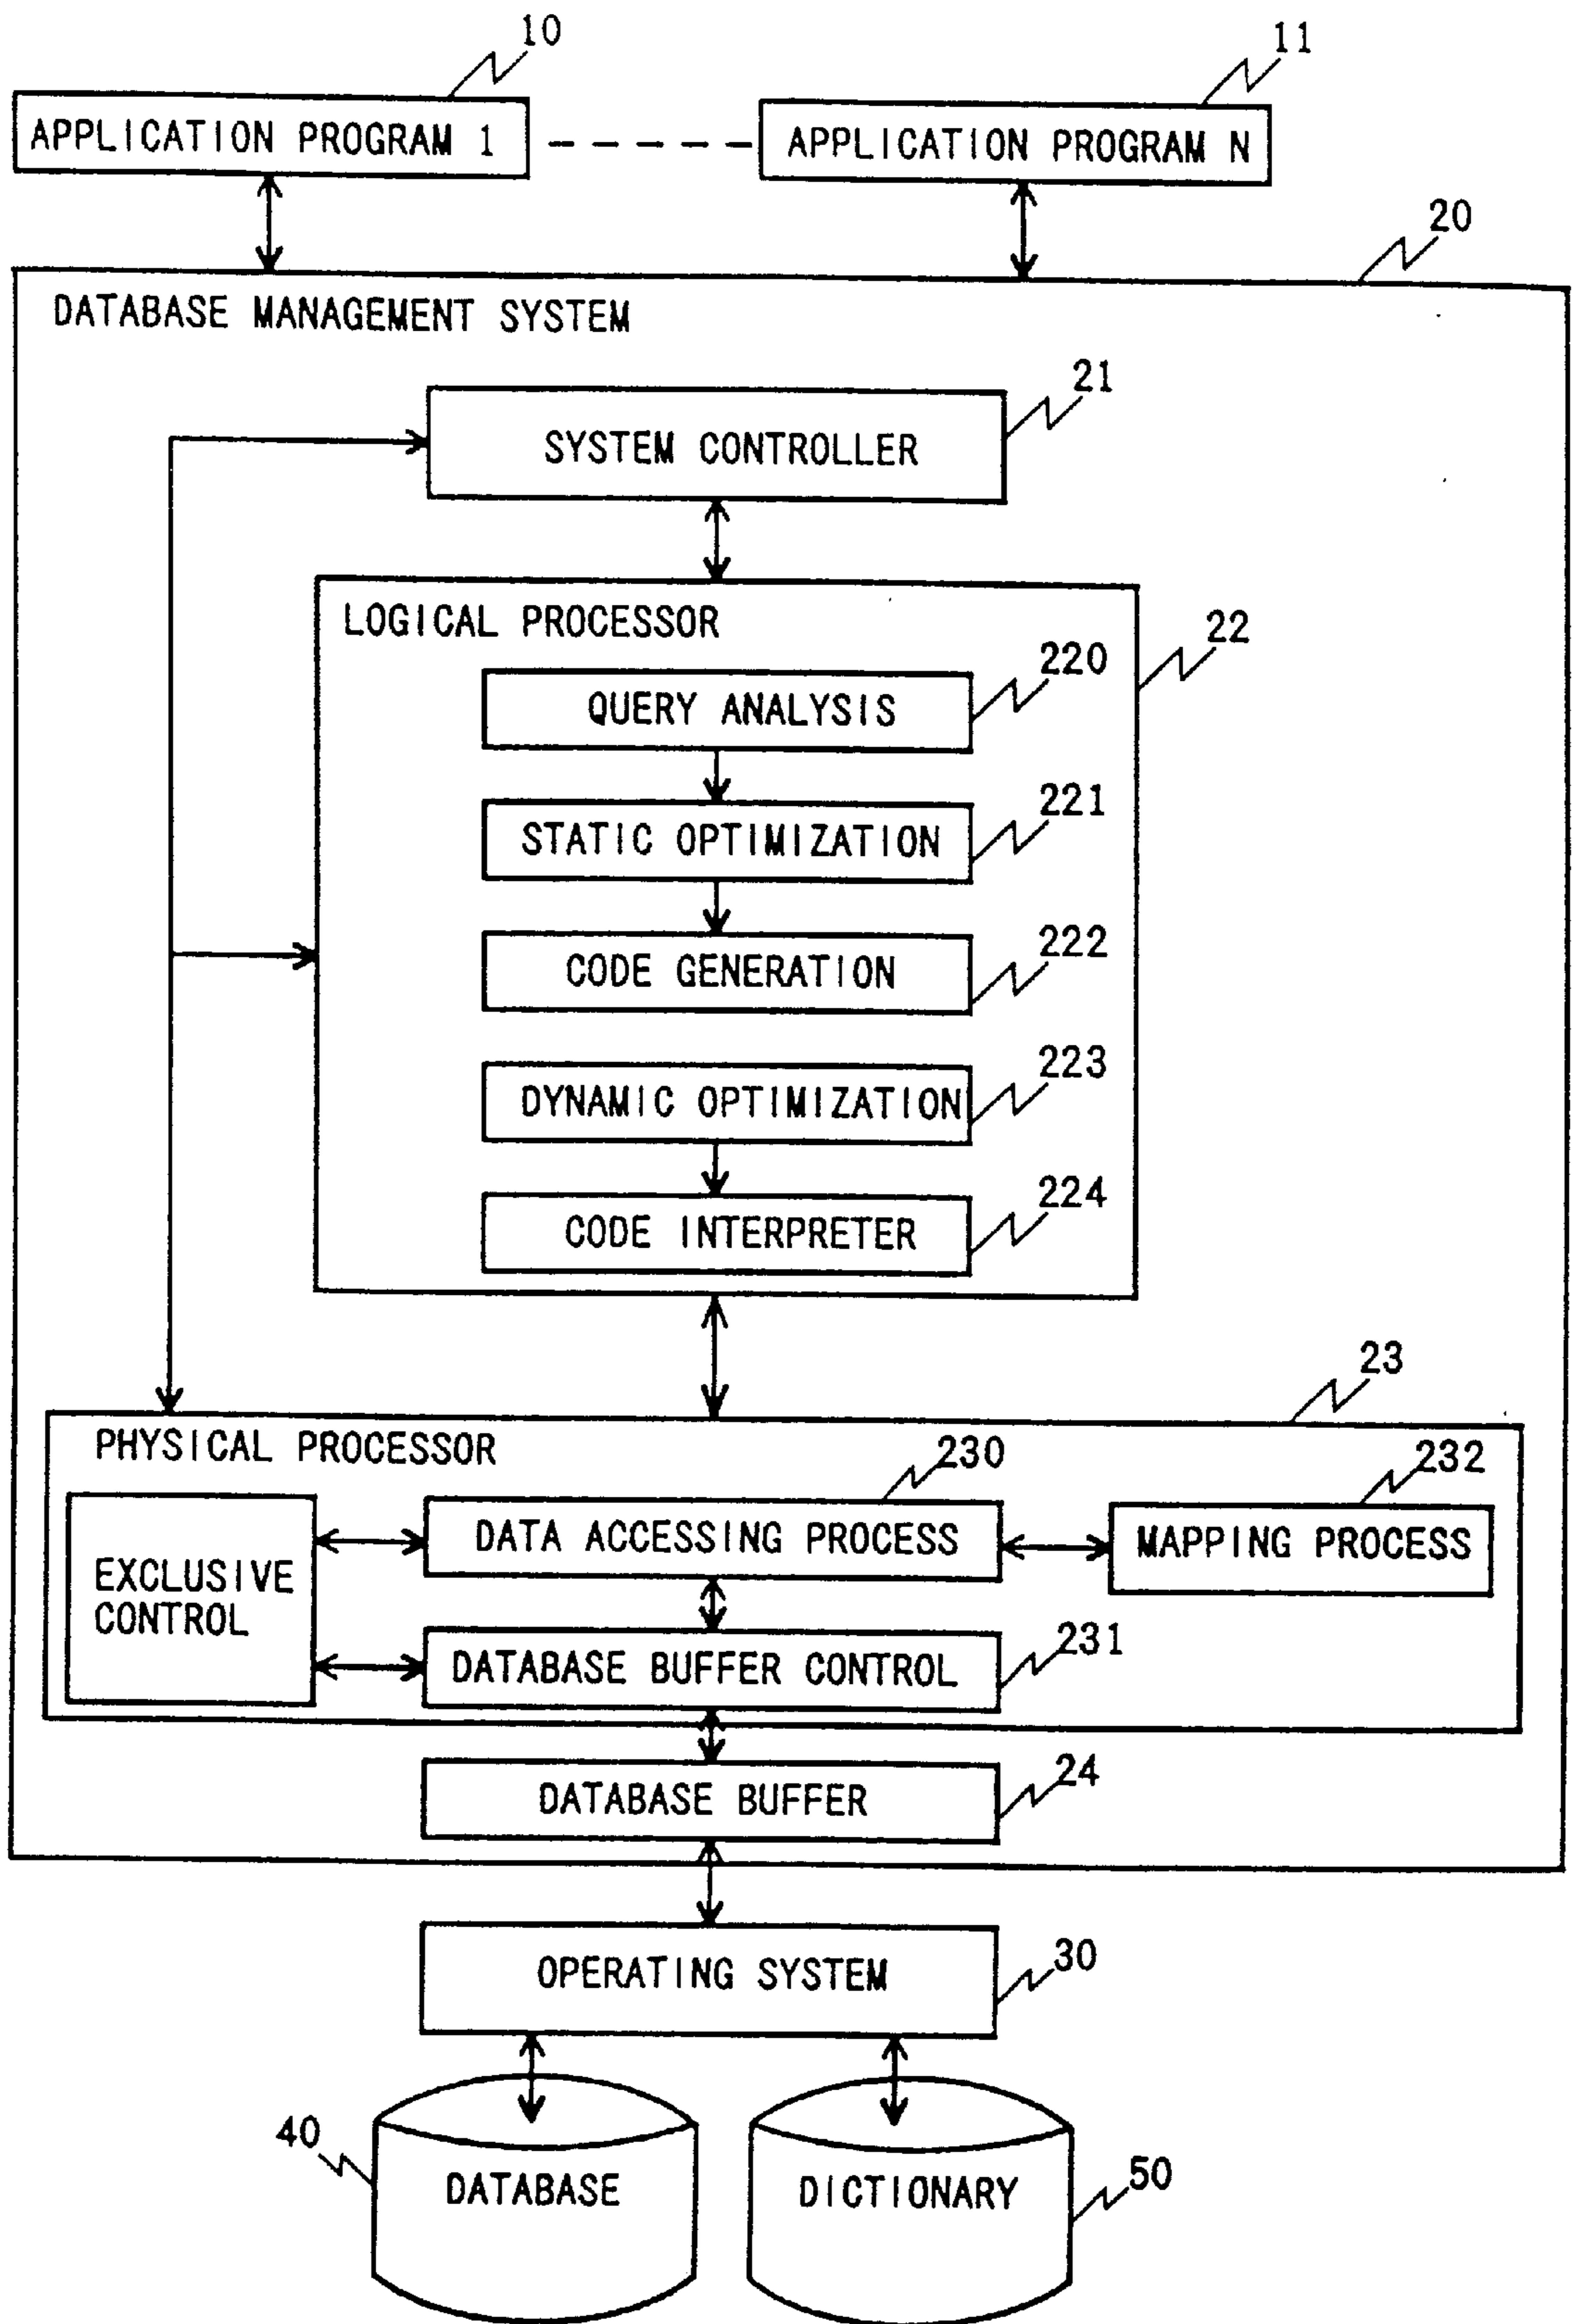 10
11
APPLICATION PROGRAM 1
APPLICATION PROGRAM N
20
DATABASE MANAGEMENT SYSTEM
21
SYSTEM CONTROLLER
22
LOGICAL PROCESSOR
220
QUERY ANALYSIS
221
STATIC OPTIMIZATION
222
CODE GENERATION
223
DYNAMIC OPTIMIZATION
224
CODE INTERPRETER
23
PHYSICAL PROCESSOR
230
232
DATA ACCESSING PROCESS
MAPPING PROCESS
EXCLUSIVE
CONTROL
231
DATABASE BUFFER CONTROL
24
DATABASE BUFFER
30
OPERATING SYSTEM
40
DATABASE
50
DICTIONARY